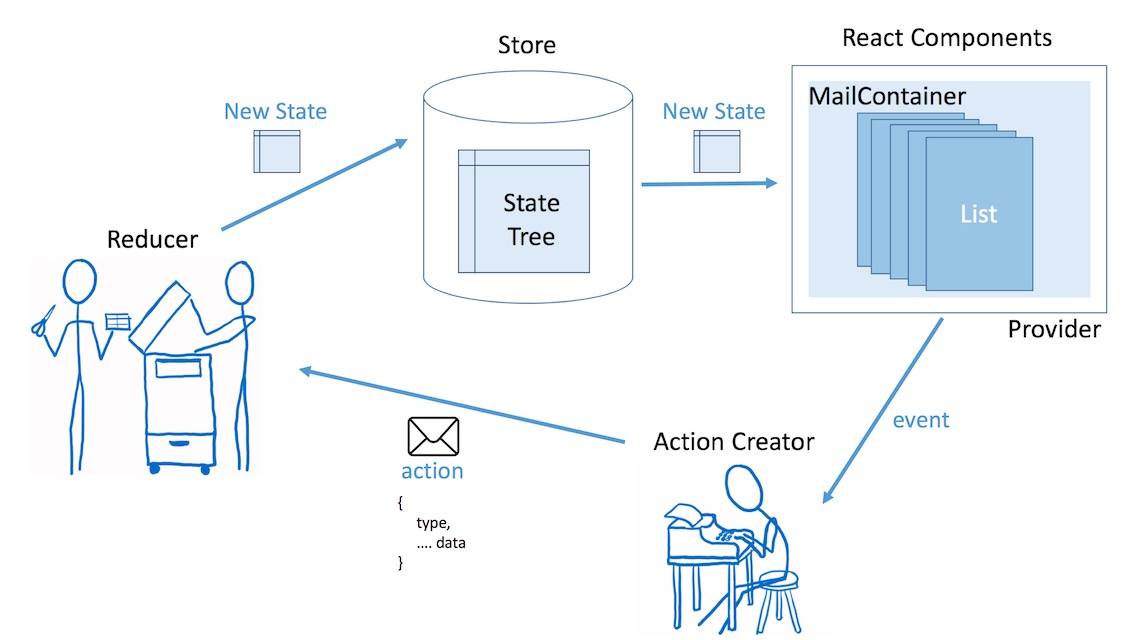 Store
React Components
New State
New State
MailContainer
State
Tree
List
Reducer
Provider
event
Action Creator
action
{
type,
.... data
}